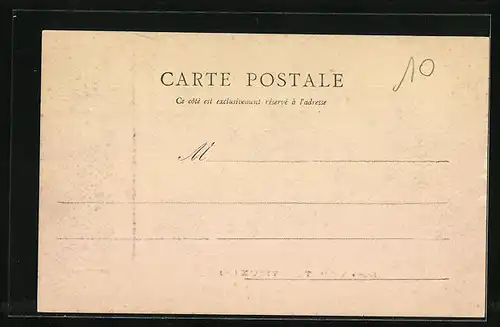 CARTE POSTALE
Ce côté est exclusivement réservé à l'adresse
10
M